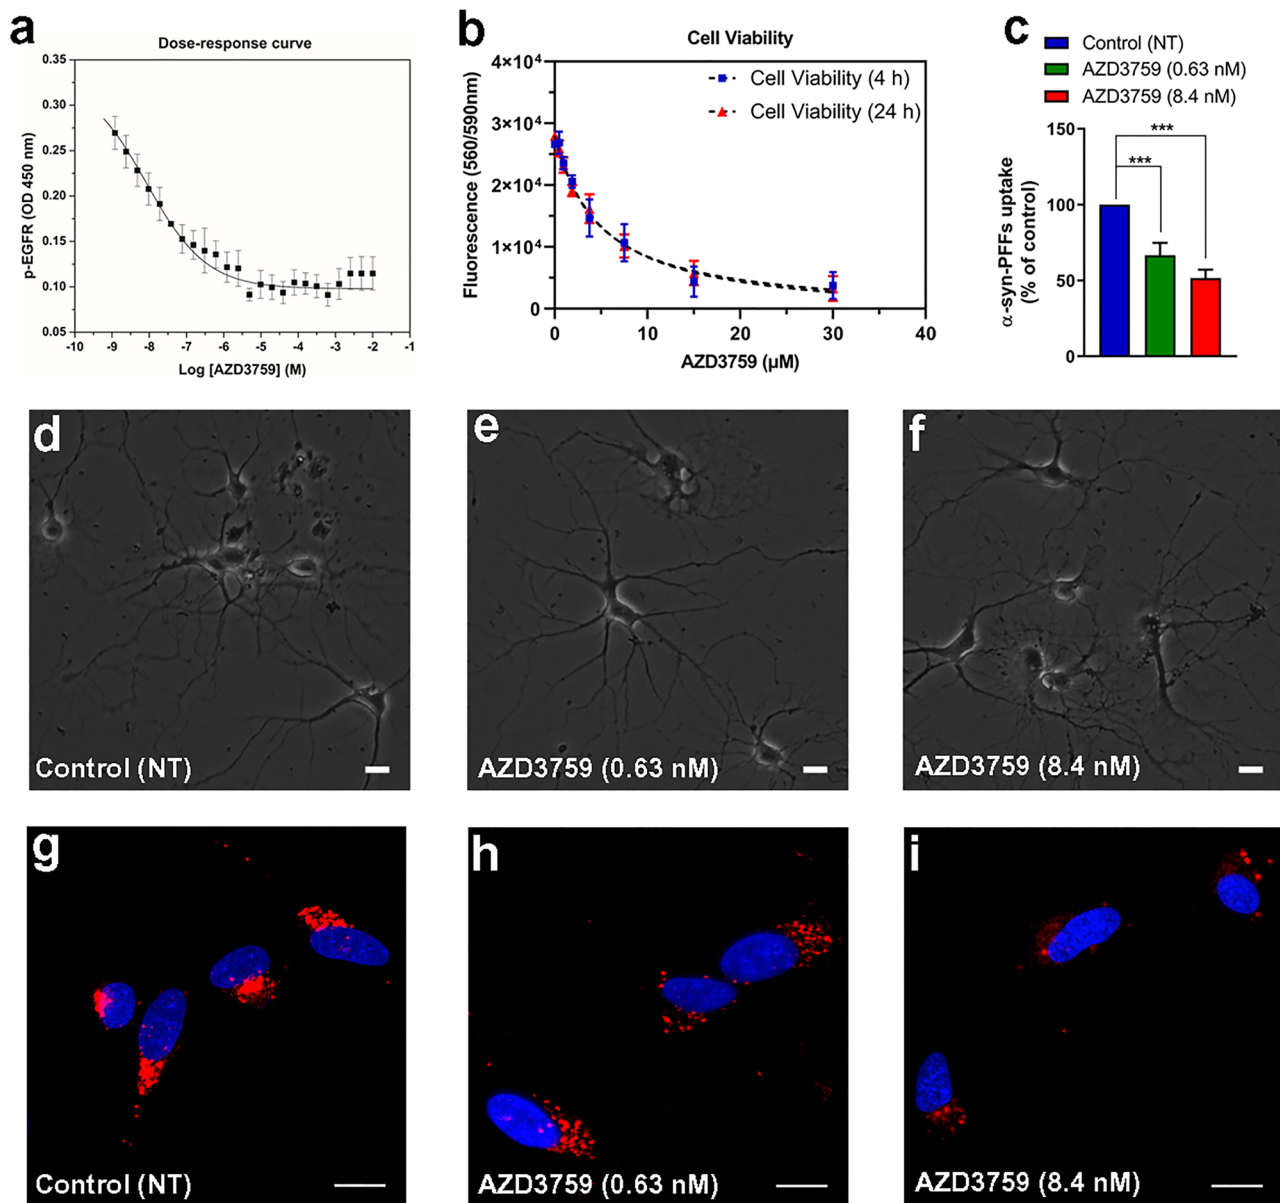 a
Dose-response curve
p-EGFR (OD 450 nm)
0.35
0.30
0.25
0.20
0.15
0.10
0.05
-10 -9 -8 -7 -6 -5 -4 -3 -2 -1
Log [AZD3759] (M)
b
Cell Viability
Cell Viability (4 h)
Cell Viability (24 h)
Fluorescence (560/590nm)
4×10⁴
3×10⁴
2×10⁴
1×10⁴
0
0 10 20 30 40
AZD3759 (µM)
c
Control (NT)
AZD3759 (0.63 nM)
AZD3759 (8.4 nM)
α-syn-PFFs uptake
(% of control)
150
100
50
0
***
***
d
Control (NT)
e
AZD3759 (0.63 nM)
f
AZD3759 (8.4 nM)
g
Control (NT)
h
AZD3759 (0.63 nM)
i
AZD3759 (8.4 nM)